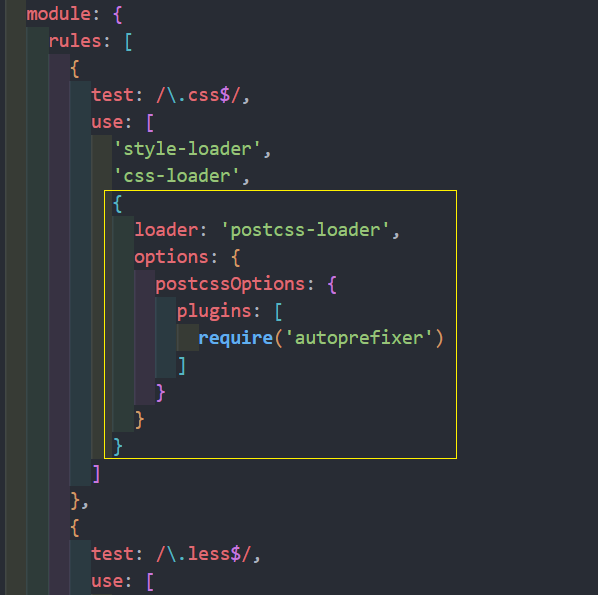 module: {
rules: [
{
test: /\.css$/,
use: [
'style-loader',
'css-loader',
{
loader: 'postcss-loader',
options: {
postcssOptions: {
plugins: [
require('autoprefixer')
]
}
}
}
]
},
{
test: /\.less$/,
use: [